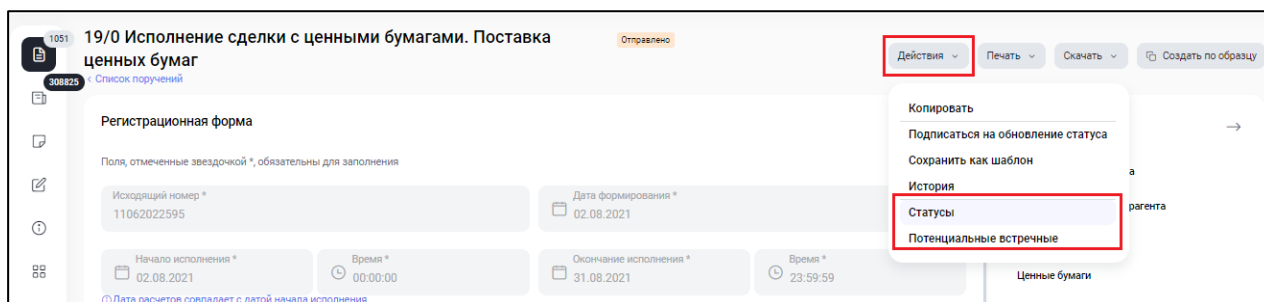 1051
308825
19/0 Исполнение сделки с ценными бумагами. Поставка
ценных бумаг
Отправлено
Действия
Печать
Скачать
Создать по образцу
< Список поручений
Копировать
Подписаться на обновление статуса
Сохранить как шаблон
История
Статусы
Потенциальные встречные
Регистрационная форма
Поля, отмеченные звездочкой *, обязательны для заполнения
Исходящий номер *
11062022595
Дата формирования *
02.08.2021
Начало исполнения *
02.08.2021
Время *
00:00:00
Окончание исполнения *
31.08.2021
Время *
23:59:59
Дата расчетов совпадает с датой начала исполнения
а
рагента
Ценные бумаги